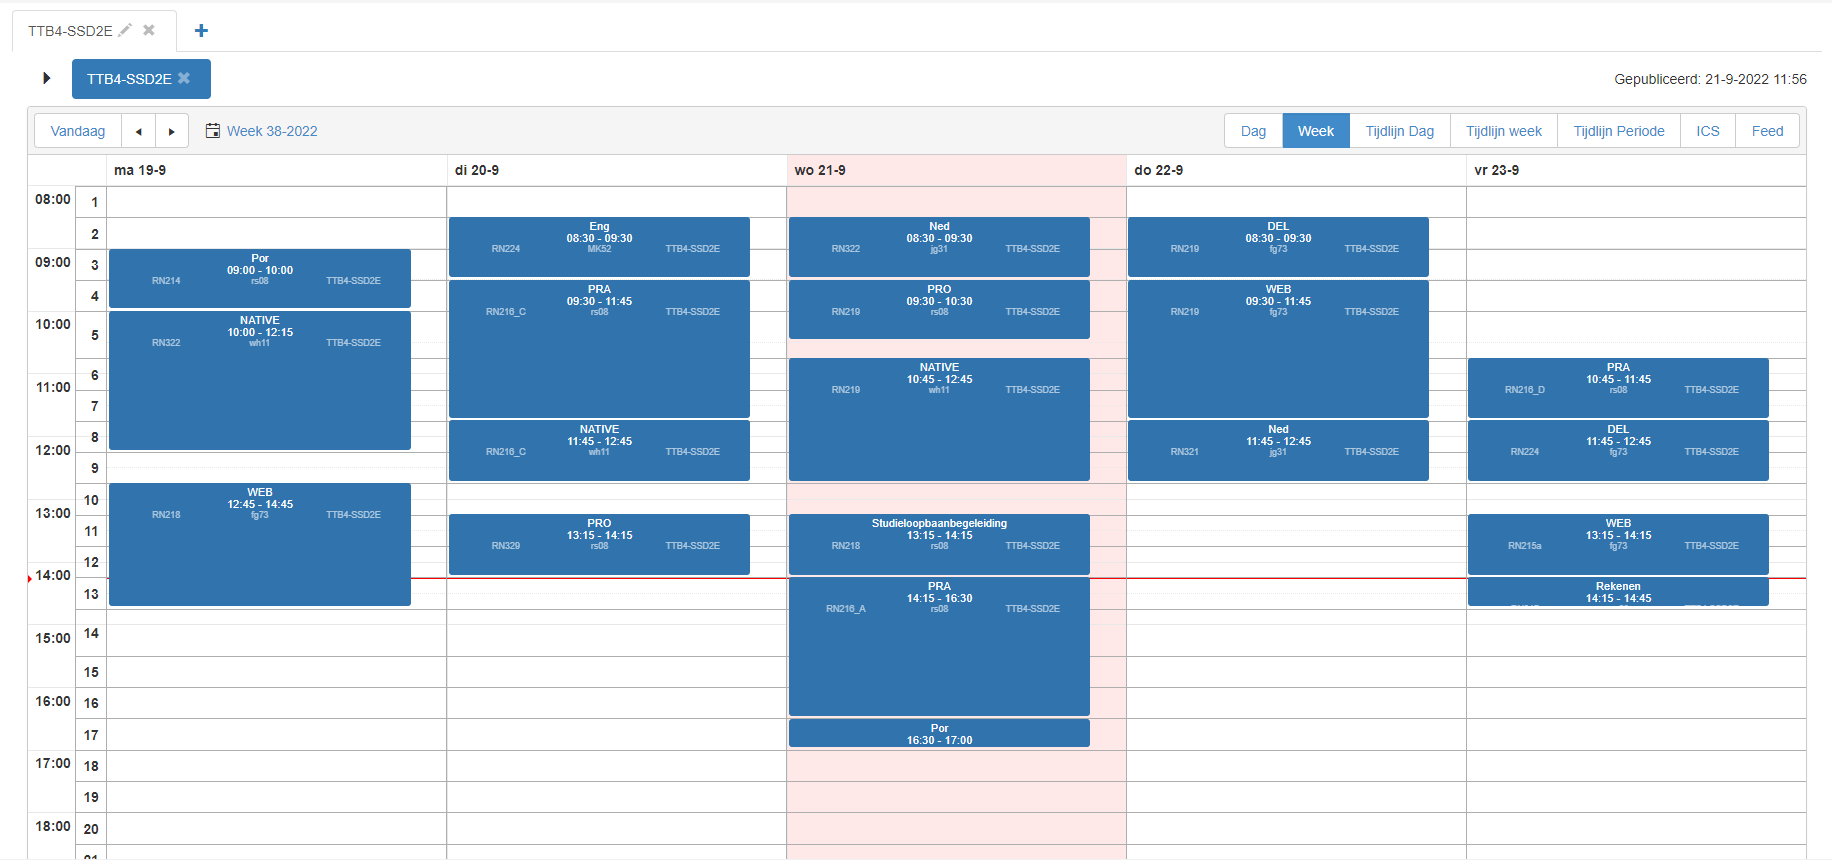 TTB4-SSD2E
TTB4-SSD2E
Gepubliceerd: 21-9-2022 11:56
Vandaag
Week 38-2022
Dag
Week
Tijdlijn Dag
Tijdlijn week
Tijdlijn Periode
ICS
Feed
ma 19-9
di 20-9
wo 21-9
do 22-9
vr 23-9
08:00
09:00
10:00
11:00
12:00
13:00
14:00
15:00
16:00
17:00
18:00
1
2
3
4
5
6
7
8
9
10
11
12
13
14
15
16
17
18
19
20
21
Por
09:00 - 10:00
RN214 rs08 TTB4-SSD2E
NATIVE
10:00 - 12:15
RN322 wh11 TTB4-SSD2E
WEB
12:45 - 14:45
RN218 fg73 TTB4-SSD2E
Eng
08:30 - 09:30
RN224 MK52 TTB4-SSD2E
PRA
09:30 - 11:45
RN216_C rs08 TTB4-SSD2E
NATIVE
11:45 - 12:45
RN216_C wh11 TTB4-SSD2E
PRO
13:15 - 14:15
RN329 rs08 TTB4-SSD2E
Ned
08:30 - 09:30
RN322 jg31 TTB4-SSD2E
PRO
09:30 - 10:30
RN219 rs08 TTB4-SSD2E
NATIVE
10:45 - 12:45
RN219 wh11 TTB4-SSD2E
Studieloopbaanbegeleiding
13:15 - 14:15
RN218 rs08 TTB4-SSD2E
PRA
14:15 - 16:30
RN216_A rs08 TTB4-SSD2E
Por
16:30 - 17:00
DEL
08:30 - 09:30
RN219 fg73 TTB4-SSD2E
WEB
09:30 - 11:45
RN219 fg73 TTB4-SSD2E
Ned
11:45 - 12:45
RN321 jg31 TTB4-SSD2E
PRA
10:45 - 11:45
RN216_D rs08 TTB4-SSD2E
DEL
11:45 - 12:45
RN224 fg73 TTB4-SSD2E
WEB
13:15 - 14:15
RN215a fg73 TTB4-SSD2E
Rekenen
14:15 - 14:45
TTB4-SSD2E